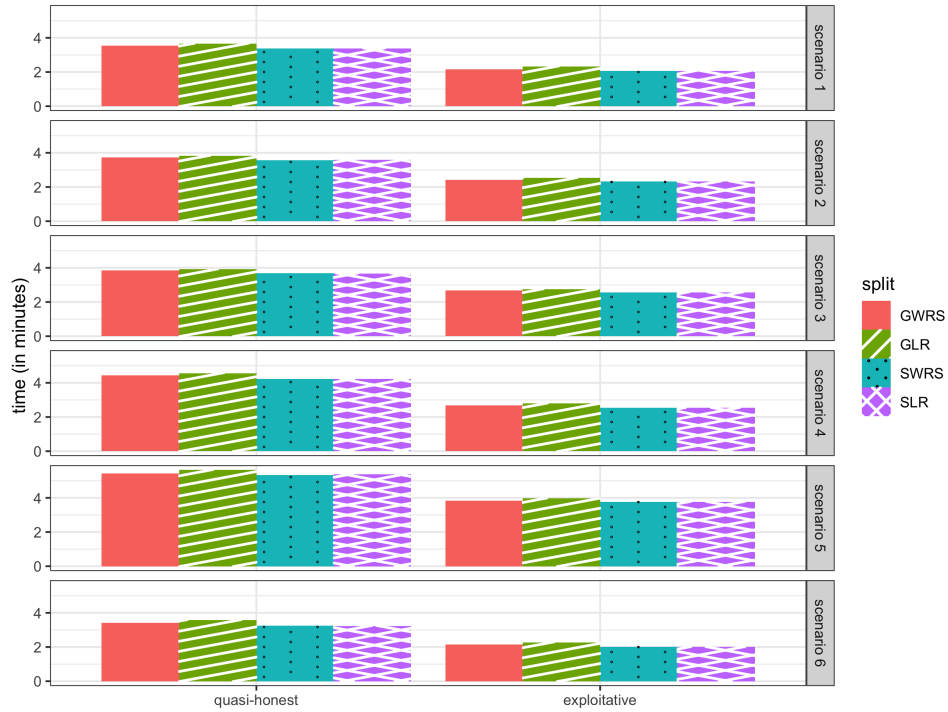 4
2
0
scenario 1
4
2
0
scenario 2
4
2
0
scenario 3
4
2
0
scenario 4
4
2
0
scenario 5
4
2
0
scenario 6
time (in minutes)
quasi-honest
exploitative
split
GWRS
GLR
SWRS
SLR